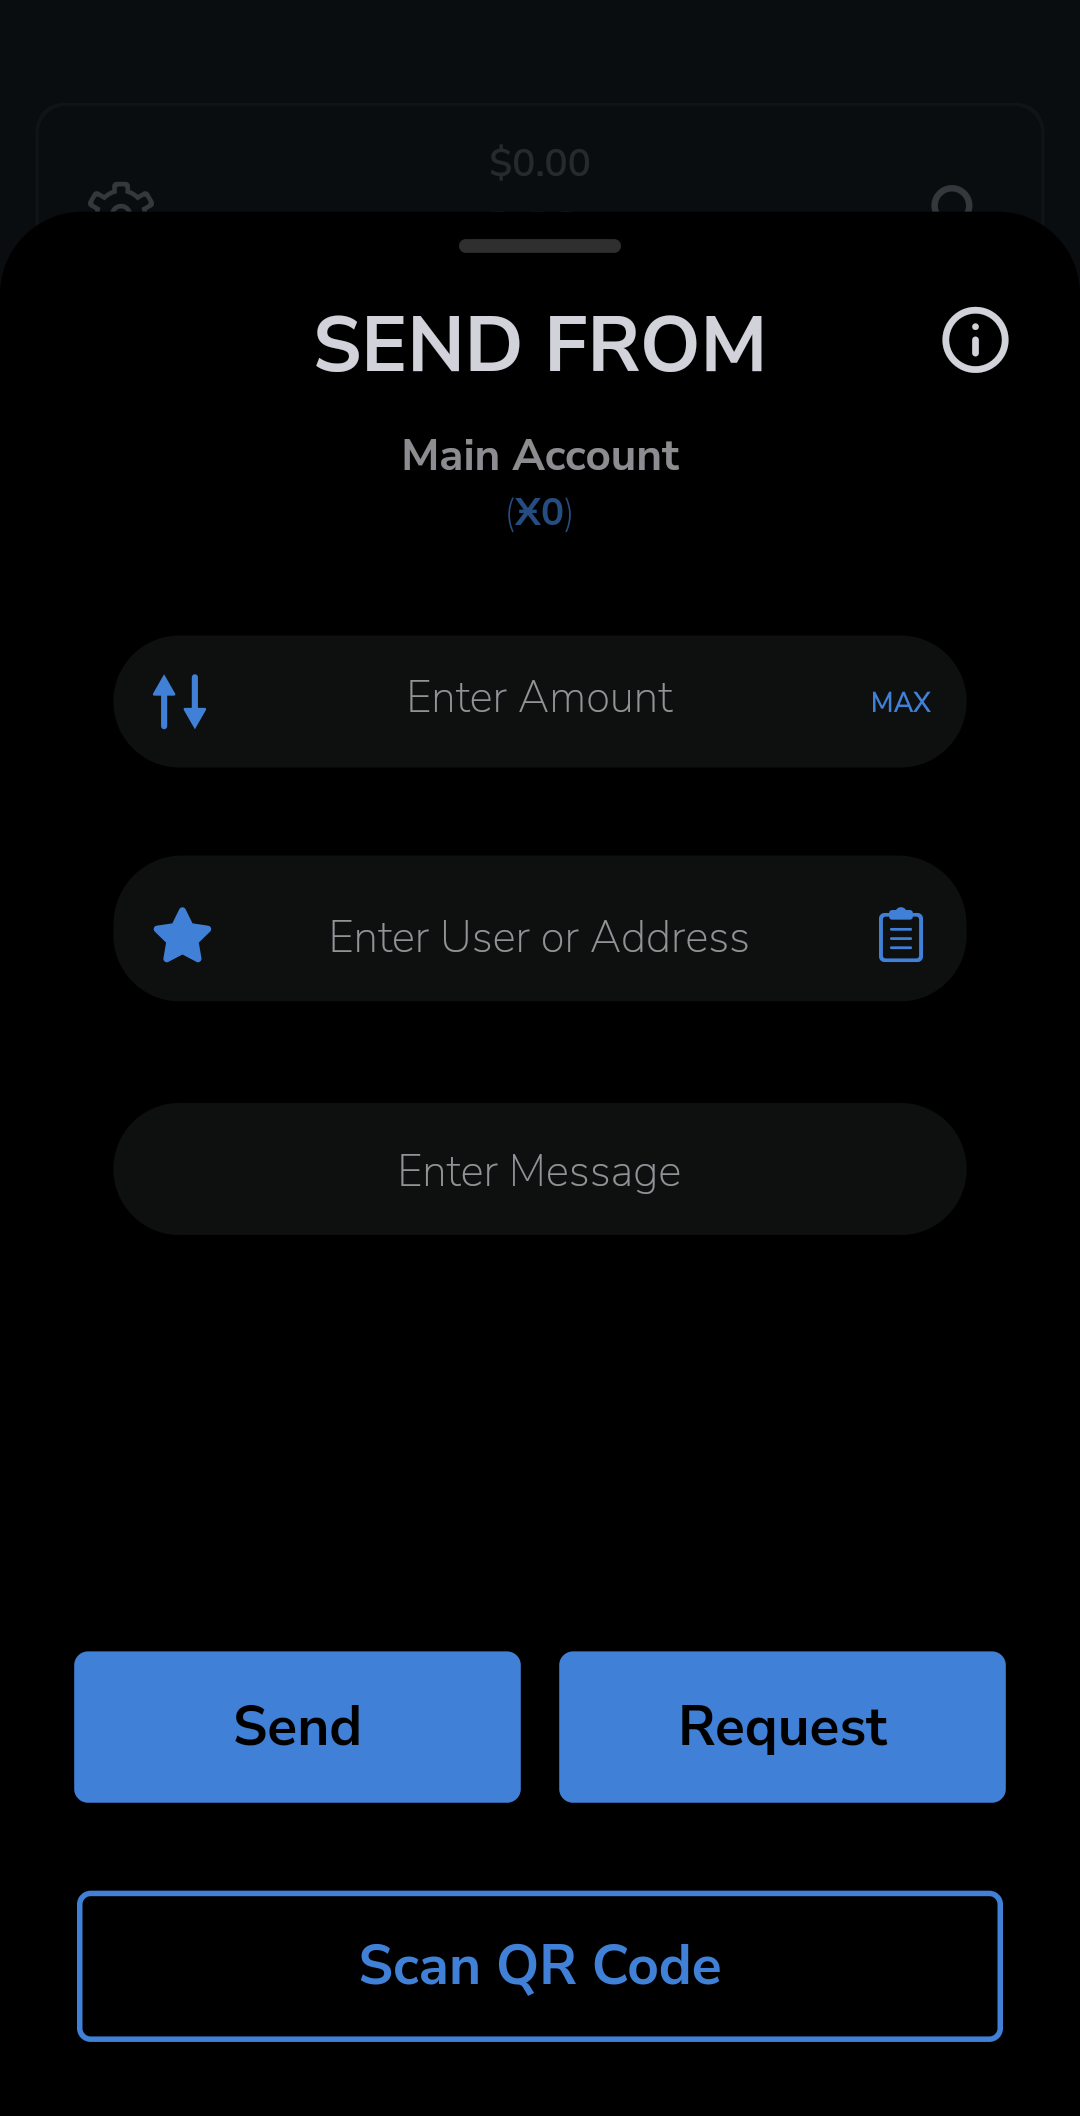 $0.00
SEND FROM
Main Account
(Ӿ0)
Enter Amount
MAX
Enter User or Address
Enter Message
Send
Request
Scan QR Code